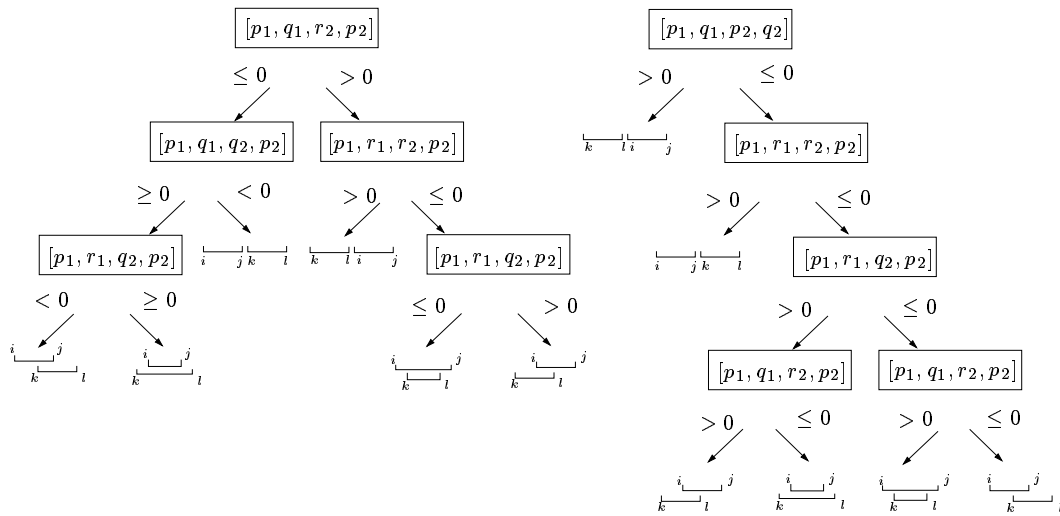 [p₁, q₁, r₂, p₂] [p₁, q₁, p₂, q₂]
≤ 0 > 0 > 0 ≤ 0
[p₁, q₁, q₂, p₂] [p₁, r₁, r₂, p₂] k l i j [p₁, r₁, r₂, p₂]
≥ 0 < 0 > 0 ≤ 0 > 0 ≤ 0
[p₁, r₁, q₂, p₂] i j k l k l i j [p₁, r₁, q₂, p₂] i j k l [p₁, r₁, q₂, p₂]
< 0 ≥ 0 ≤ 0 > 0 > 0 ≤ 0
i j i j i j i j
k l k l k l k l
[p₁, q₁, r₂, p₂] [p₁, q₁, r₂, p₂]
> 0 ≤ 0 > 0 ≤ 0
i j i j i j i j
k l k l k l k l